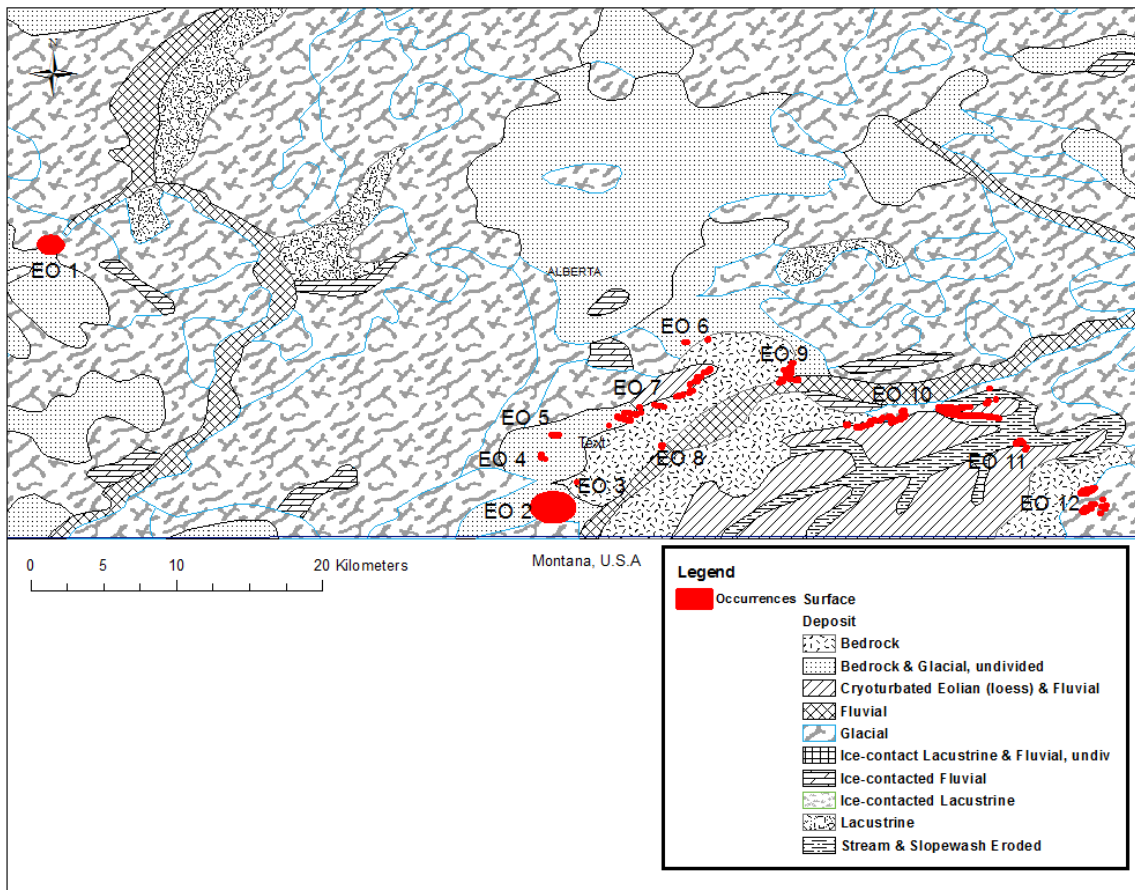 N
EO 1
ALBERTA
EO 6
EO 9
EO 7
EO 10
EO 5
Text
EO 4
EO 8
EO 11
EO 3
EO 2
EO 12
0 5 10 20 Kilometers
Montana, U.S.A
Legend
Occurrences Surface
Deposit
Bedrock
Bedrock & Glacial, undivided
Cryoturbated Eolian (loess) & Fluvial
Fluvial
Glacial
Ice-contact Lacustrine & Fluvial, undiv
Ice-contacted Fluvial
Ice-contacted Lacustrine
Lacustrine
Stream & Slopewash Eroded